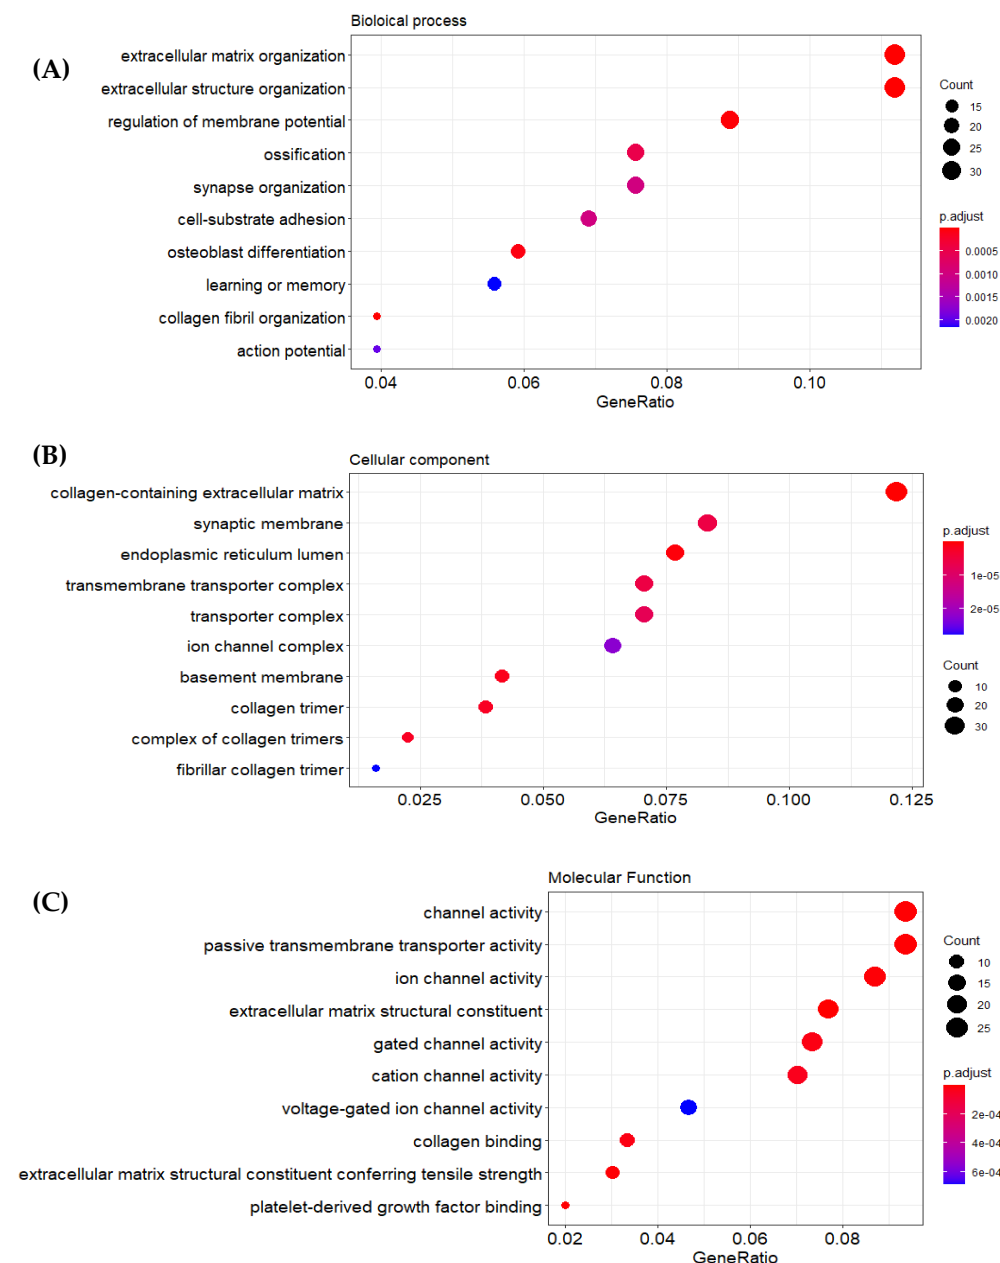 Bioloical process
(A)
extracellular matrix organization
extracellular structure organization
regulation of membrane potential
ossification
synapse organization
cell-substrate adhesion
osteoblast differentiation
learning or memory
collagen fibril organization
action potential
0.04 0.06 0.08 0.10
GeneRatio
Count
15
20
25
30
p.adjust
0.0005
0.0010
0.0015
0.0020
(B)
Cellular component
collagen-containing extracellular matrix
synaptic membrane
endoplasmic reticulum lumen
transmembrane transporter complex
transporter complex
ion channel complex
basement membrane
collagen trimer
complex of collagen trimers
fibrillar collagen trimer
0.025 0.050 0.075 0.100 0.125
GeneRatio
p.adjust
1e-05
2e-05
Count
10
20
30
(C)
Molecular Function
channel activity
passive transmembrane transporter activity
ion channel activity
extracellular matrix structural constituent
gated channel activity
cation channel activity
voltage-gated ion channel activity
collagen binding
extracellular matrix structural constituent conferring tensile strength
platelet-derived growth factor binding
0.02 0.04 0.06 0.08
GeneRatio
Count
10
15
20
25
p.adjust
2e-04
4e-04
6e-04